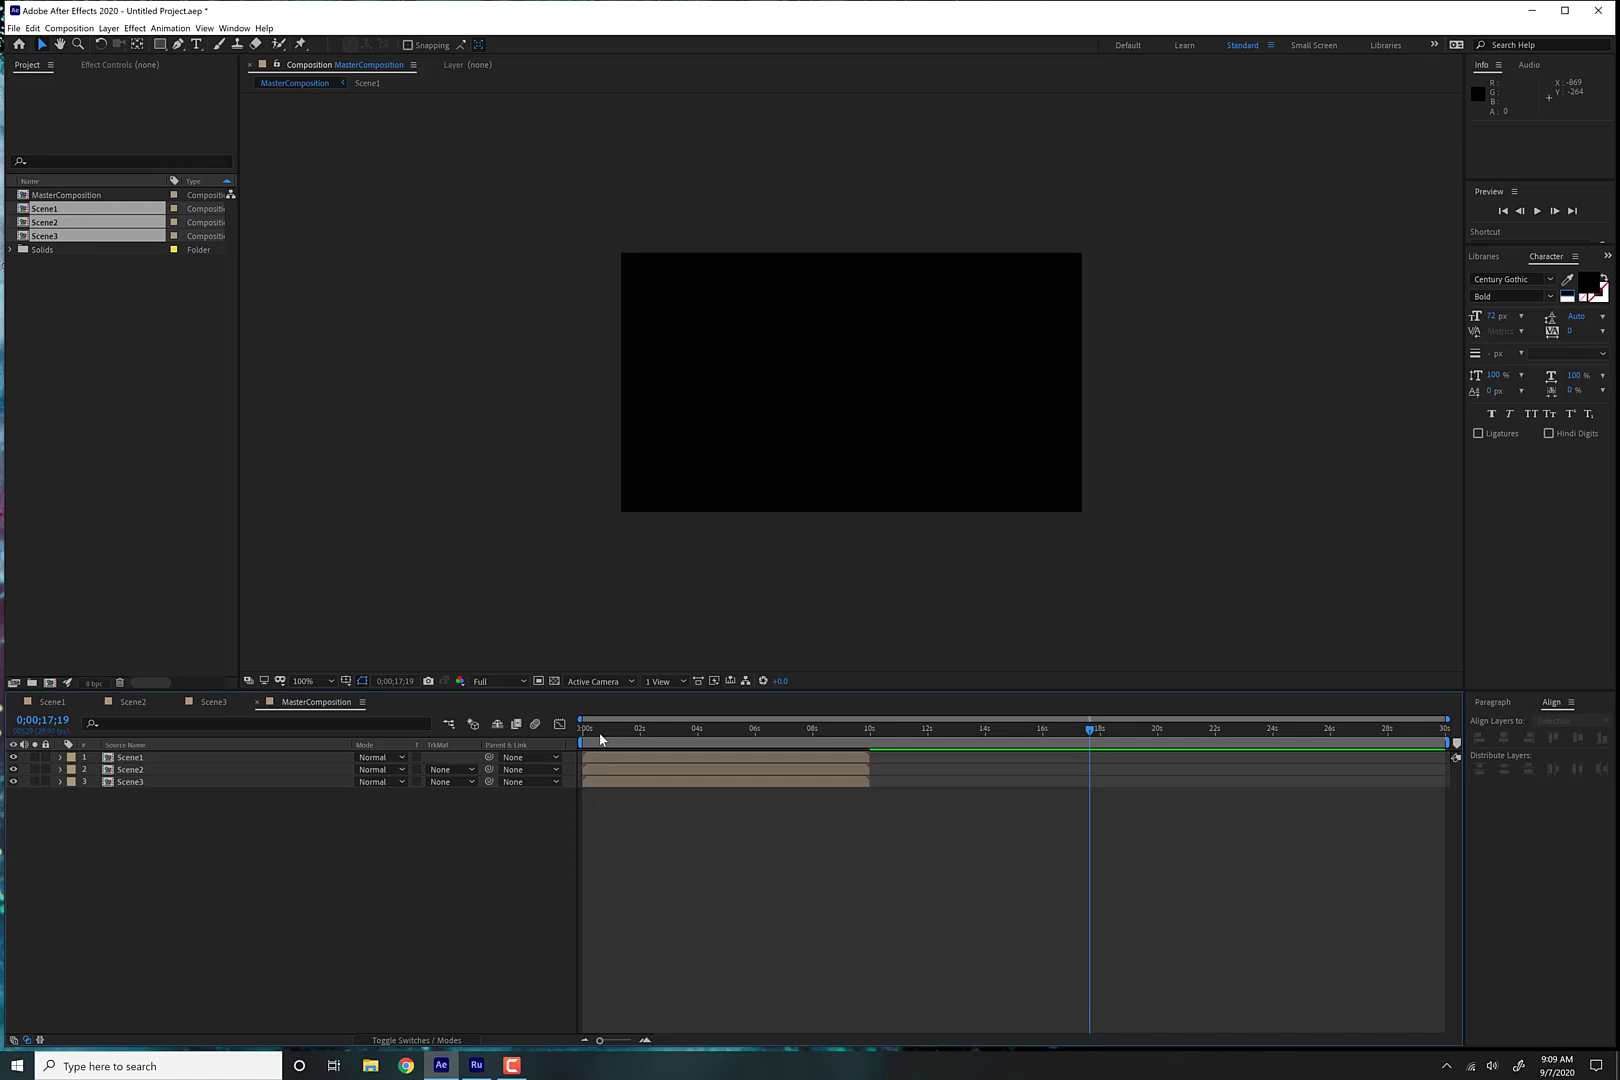 Adobe After Effects 2020 - Untitled Project.aep *
File Edit Composition Layer Effect Animation View Window Help
Snapping
Default Learn Standard Small Screen Libraries Search Help
Project Effect Controls (none)
Composition MasterComposition Layer (none)
MasterComposition Scene1
Info Audio
R : X : -869
G : Y : -264
B :
A : 0
Name Type
MasterComposition Compositi
Scene1 Compositi
Scene2 Compositi
Scene3 Compositi
Solids Folder
Preview
Shortcut
Libraries Character
Century Gothic
Bold
72 px Auto
Metrics 0
- px
100 % 100 %
0 px 0 %
Ligatures Hindi Digits
8 bpc
100% 0;00;17;19 Full Active Camera 1 View +0.0
Scene1 Scene2 Scene3 MasterComposition
0;00;17;19
00529 (29.97 fps)
0:00s 02s 04s 06s 08s 10s 12s 14s 16s 18s 20s 22s 24s 26s 28s 30s
# Source Name Mode T TrkMat Parent & Link
1 Scene1 Normal None
2 Scene2 Normal None None
3 Scene3 Normal None None
Paragraph Align
Align Layers to: Selection
Distribute Layers:
Toggle Switches / Modes
Type here to search
Ae Ru
9:09 AM
9/7/2020